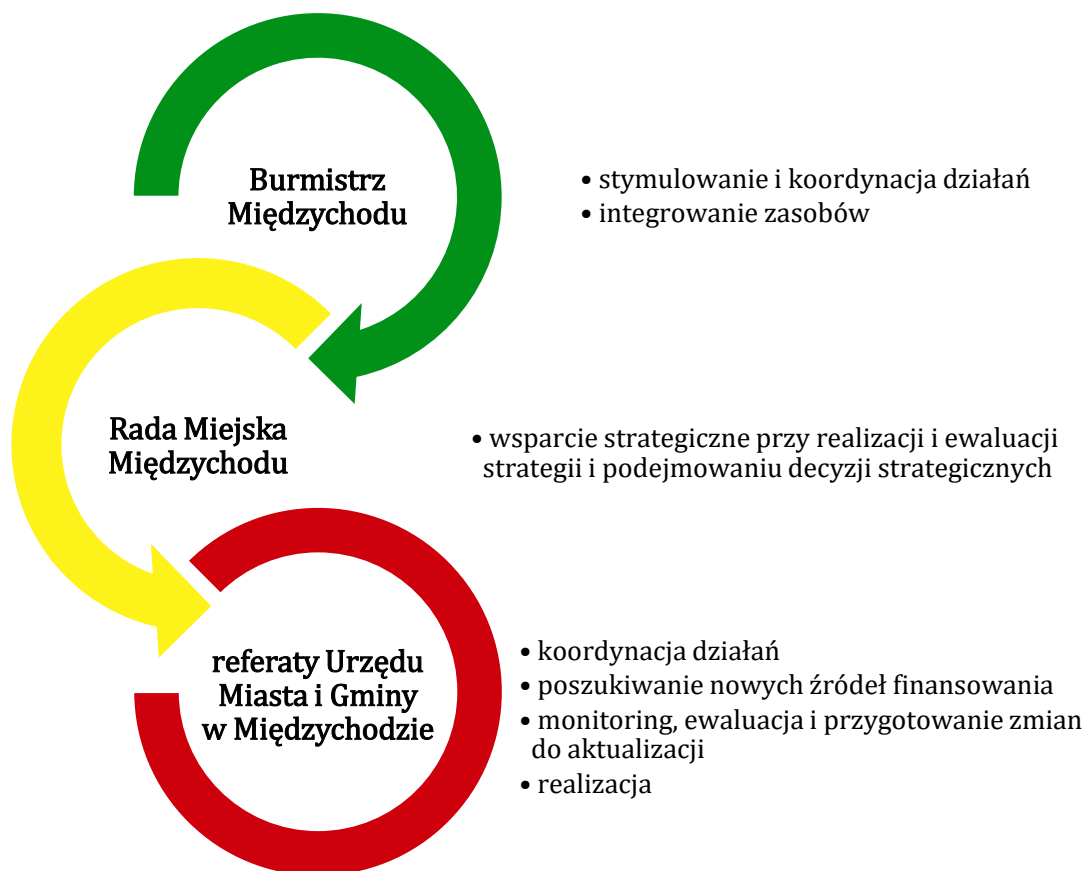 Burmistrz
Międzychodu
• stymulowanie i koordynacja działań
• integrowanie zasobów
Rada Miejska
Międzychodu
• wsparcie strategiczne przy realizacji i ewaluacji
strategii i podejmowaniu decyzji strategicznych
referaty Urzędu
Miasta i Gminy
w Międzychodzie
• koordynacja działań
• poszukiwanie nowych źródeł finansowania
• monitoring, ewaluacja i przygotowanie zmian
do aktualizacji
• realizacja